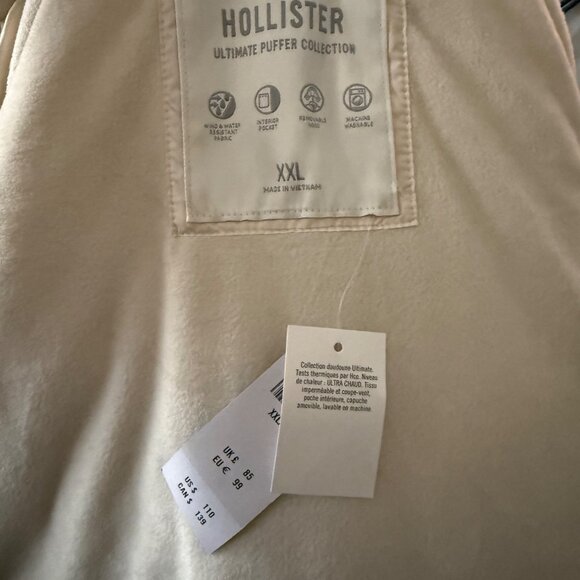 HOLLISTER
ULTIMATE PUFFER COLLECTION
WIND & WATER
RESISTANT
FABRIC
INTERIOR
POCKET
REMOVABLE
HOOD
MACHINE
WASHABLE
XXL
MADE IN VIETNAM
Collection doudoune Ultimate.
Tests thermiques par Hco. Niveau
de chaleur : ULTRA CHAUD. Tissu
imperméable et coupe-vent,
poche intérieure, capuche
amovible, lavable en machine.
XXL
UK £ 85
EU € 99
US $ 110
CAN $ 139